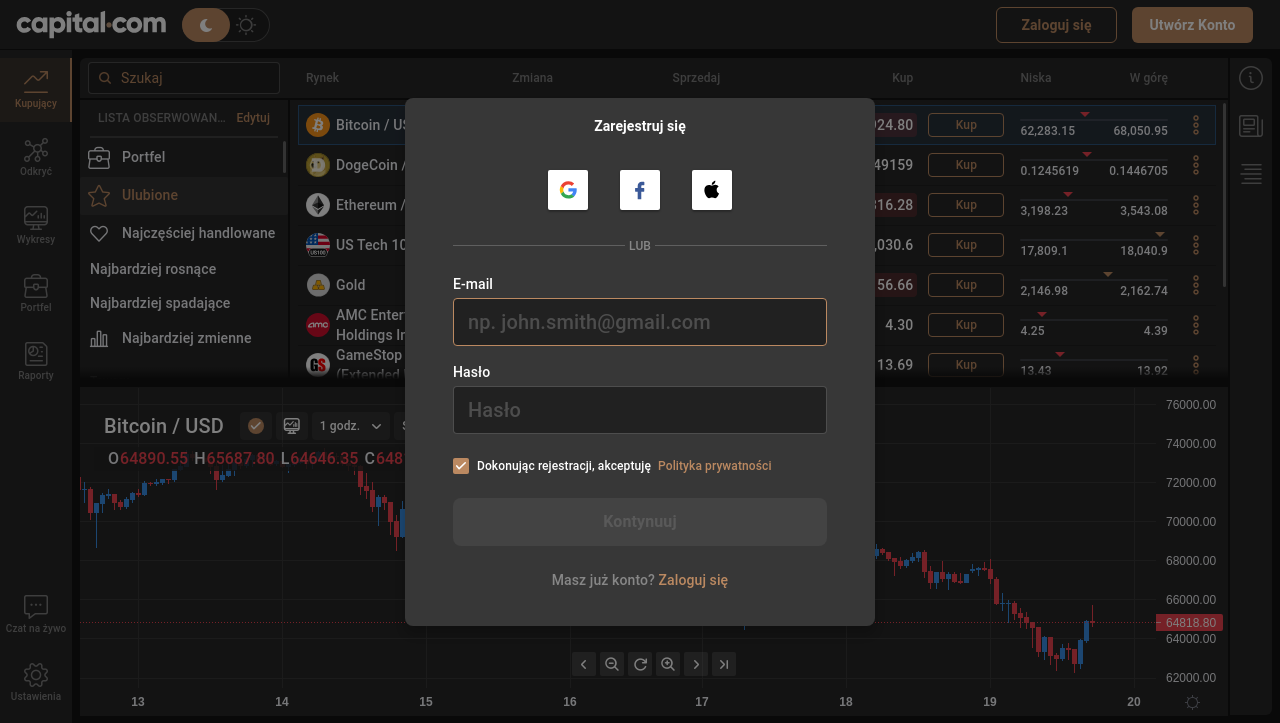 capital.com
Zaloguj się
Utwórz Konto
Kupujący
Odkryć
Wykresy
Portfel
Raporty
Czat na żywo
Ustawienia
Szukaj
LISTA OBSERWOWAN... Edytuj
Portfel
Ulubione
Najczęściej handlowane
Najbardziej rosnące
Najbardziej spadające
Najbardziej zmienne
Rynek Zmiana Sprzedaj Kup Niska W górę
Bitcoin / US 924.80 Kup 62,283.15 68,050.95
DogeCoin / 49159 Kup 0.1245619 0.1446705
Ethereum / 316.28 Kup 3,198.23 3,543.08
US Tech 10 ,030.6 Kup 17,809.1 18,040.9
Gold 56.66 Kup 2,146.98 2,162.74
AMC Enter
Holdings In 4.30 Kup 4.25 4.39
GameStop
(Extended 13.69 Kup 13.43 13.92
Zarejestruj się
LUB
E-mail
np. john.smith@gmail.com
Hasło
Hasło
Dokonując rejestracji, akceptuję Polityka prywatności
Kontynuuj
Masz już konto? Zaloguj się
Bitcoin / USD
1 godz.
O64890.55 H65687.80 L64646.35 C648
76000.00
74000.00
72000.00
70000.00
68000.00
66000.00
64818.80
64000.00
62000.00
13 14 15 16 17 18 19 20